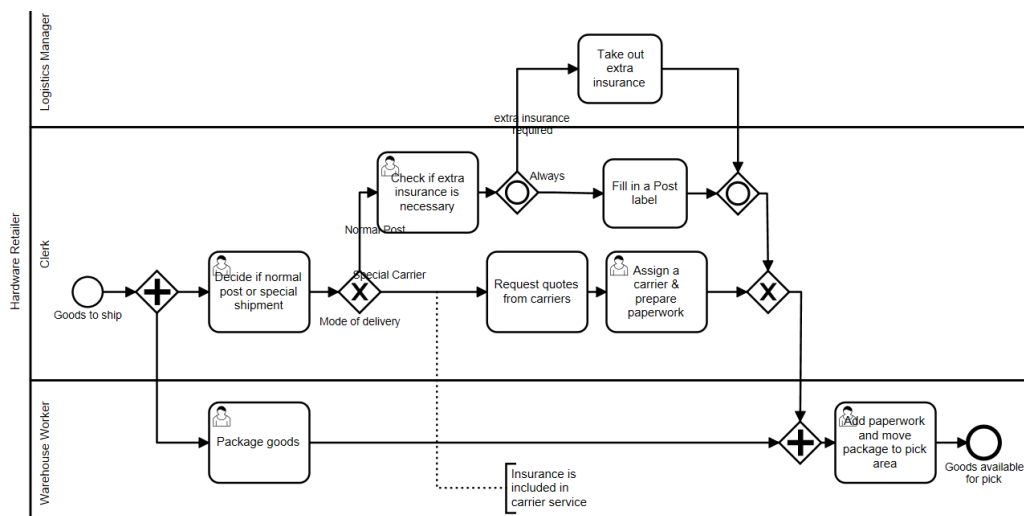 Logistics Manager
Take out
extra
insurance
extra insurance
required
Hardware Retailer
Clerk
Check if extra
insurance is
necessary
Always
Fill in a Post
label
Normal Post
Special Carrier
Decide if normal
post or special
shipment
Request quotes
from carriers
Assign a
carrier &
prepare
paperwork
Goods to ship
Mode of delivery
Warehouse Worker
Package goods
Add paperwork
and move
package to pick
area
Goods available
for pick
Insurance is
included in
carrier service